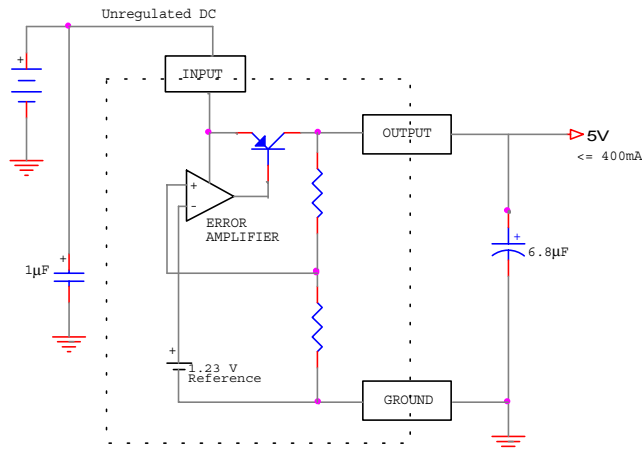 Unregulated DC
+
INPUT
OUTPUT
5V
<= 400mA
+
-
ERROR
AMPLIFIER
+
6.8µF
+
1µF
+
1.23 V
Reference
GROUND